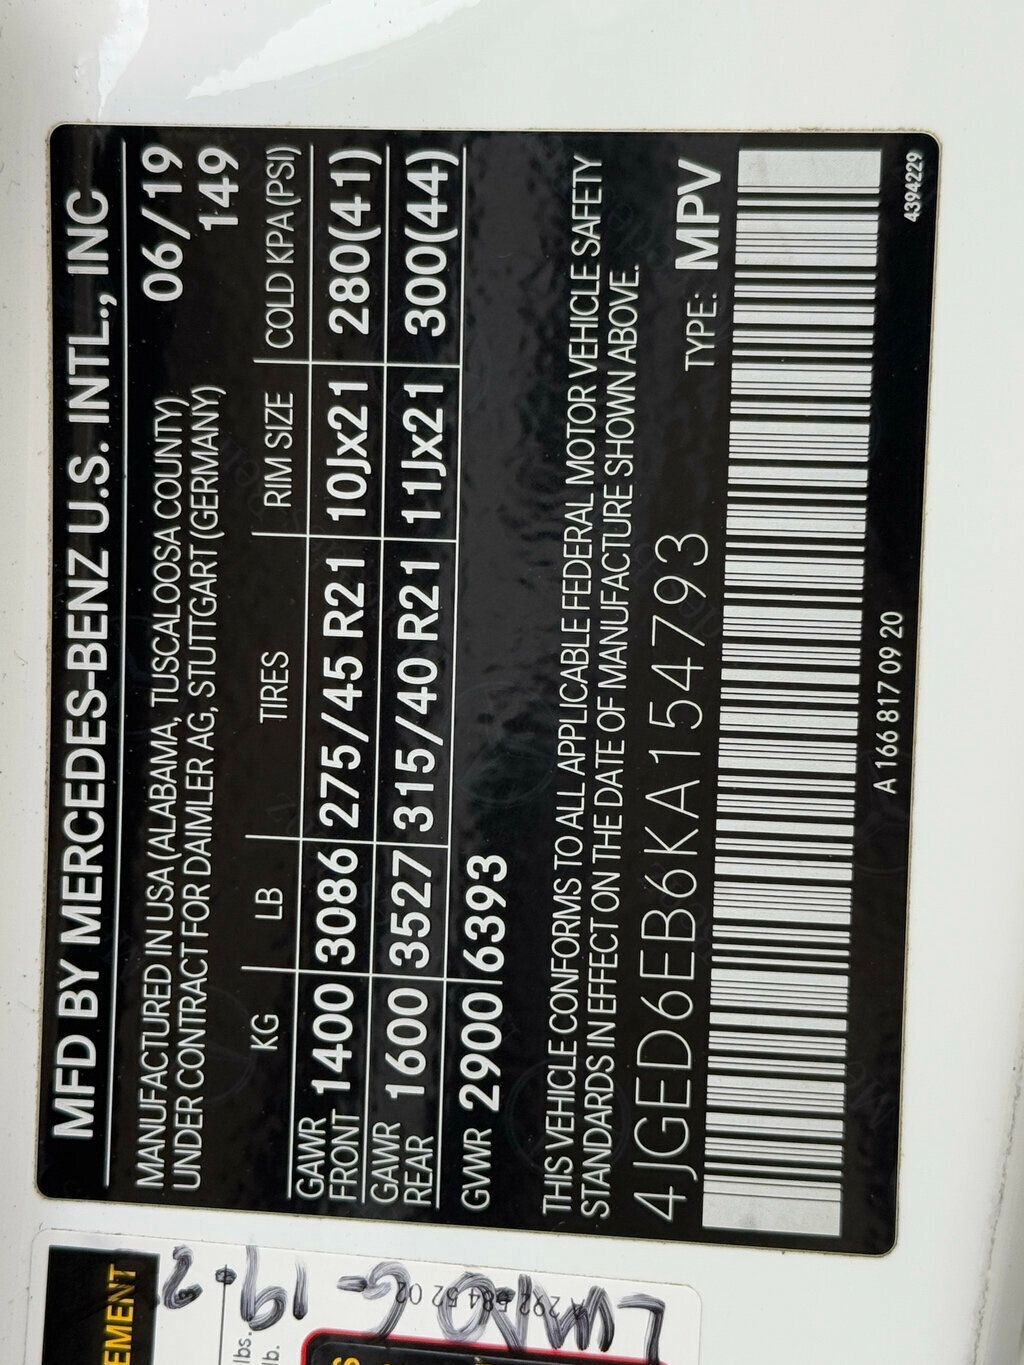 MFD BY MERCEDES-BENZ U.S. INTL., INC
MANUFACTURED IN USA (ALABAMA, TUSCALOOSA COUNTY) 06/19
UNDER CONTRACT FOR DAIMLER AG, STUTTGART (GERMANY) 149
KG LB TIRES RIM SIZE COLD KPA(PSI)
GAWR FRONT 1400 3086 275/45 R21 10Jx21 280(41)
GAWR REAR 1600 3527 315/40 R21 11Jx21 300(44)
GVWR 2900 6393
THIS VEHICLE CONFORMS TO ALL APPLICABLE FEDERAL MOTOR VEHICLE SAFETY
STANDARDS IN EFFECT ON THE DATE OF MANUFACTURE SHOWN ABOVE.
4JGED6EB6KA154793 TYPE: MPV
A 166 817 09 20
4394229
EMENT
lbs.
lb.
A 292 584 52 02
S